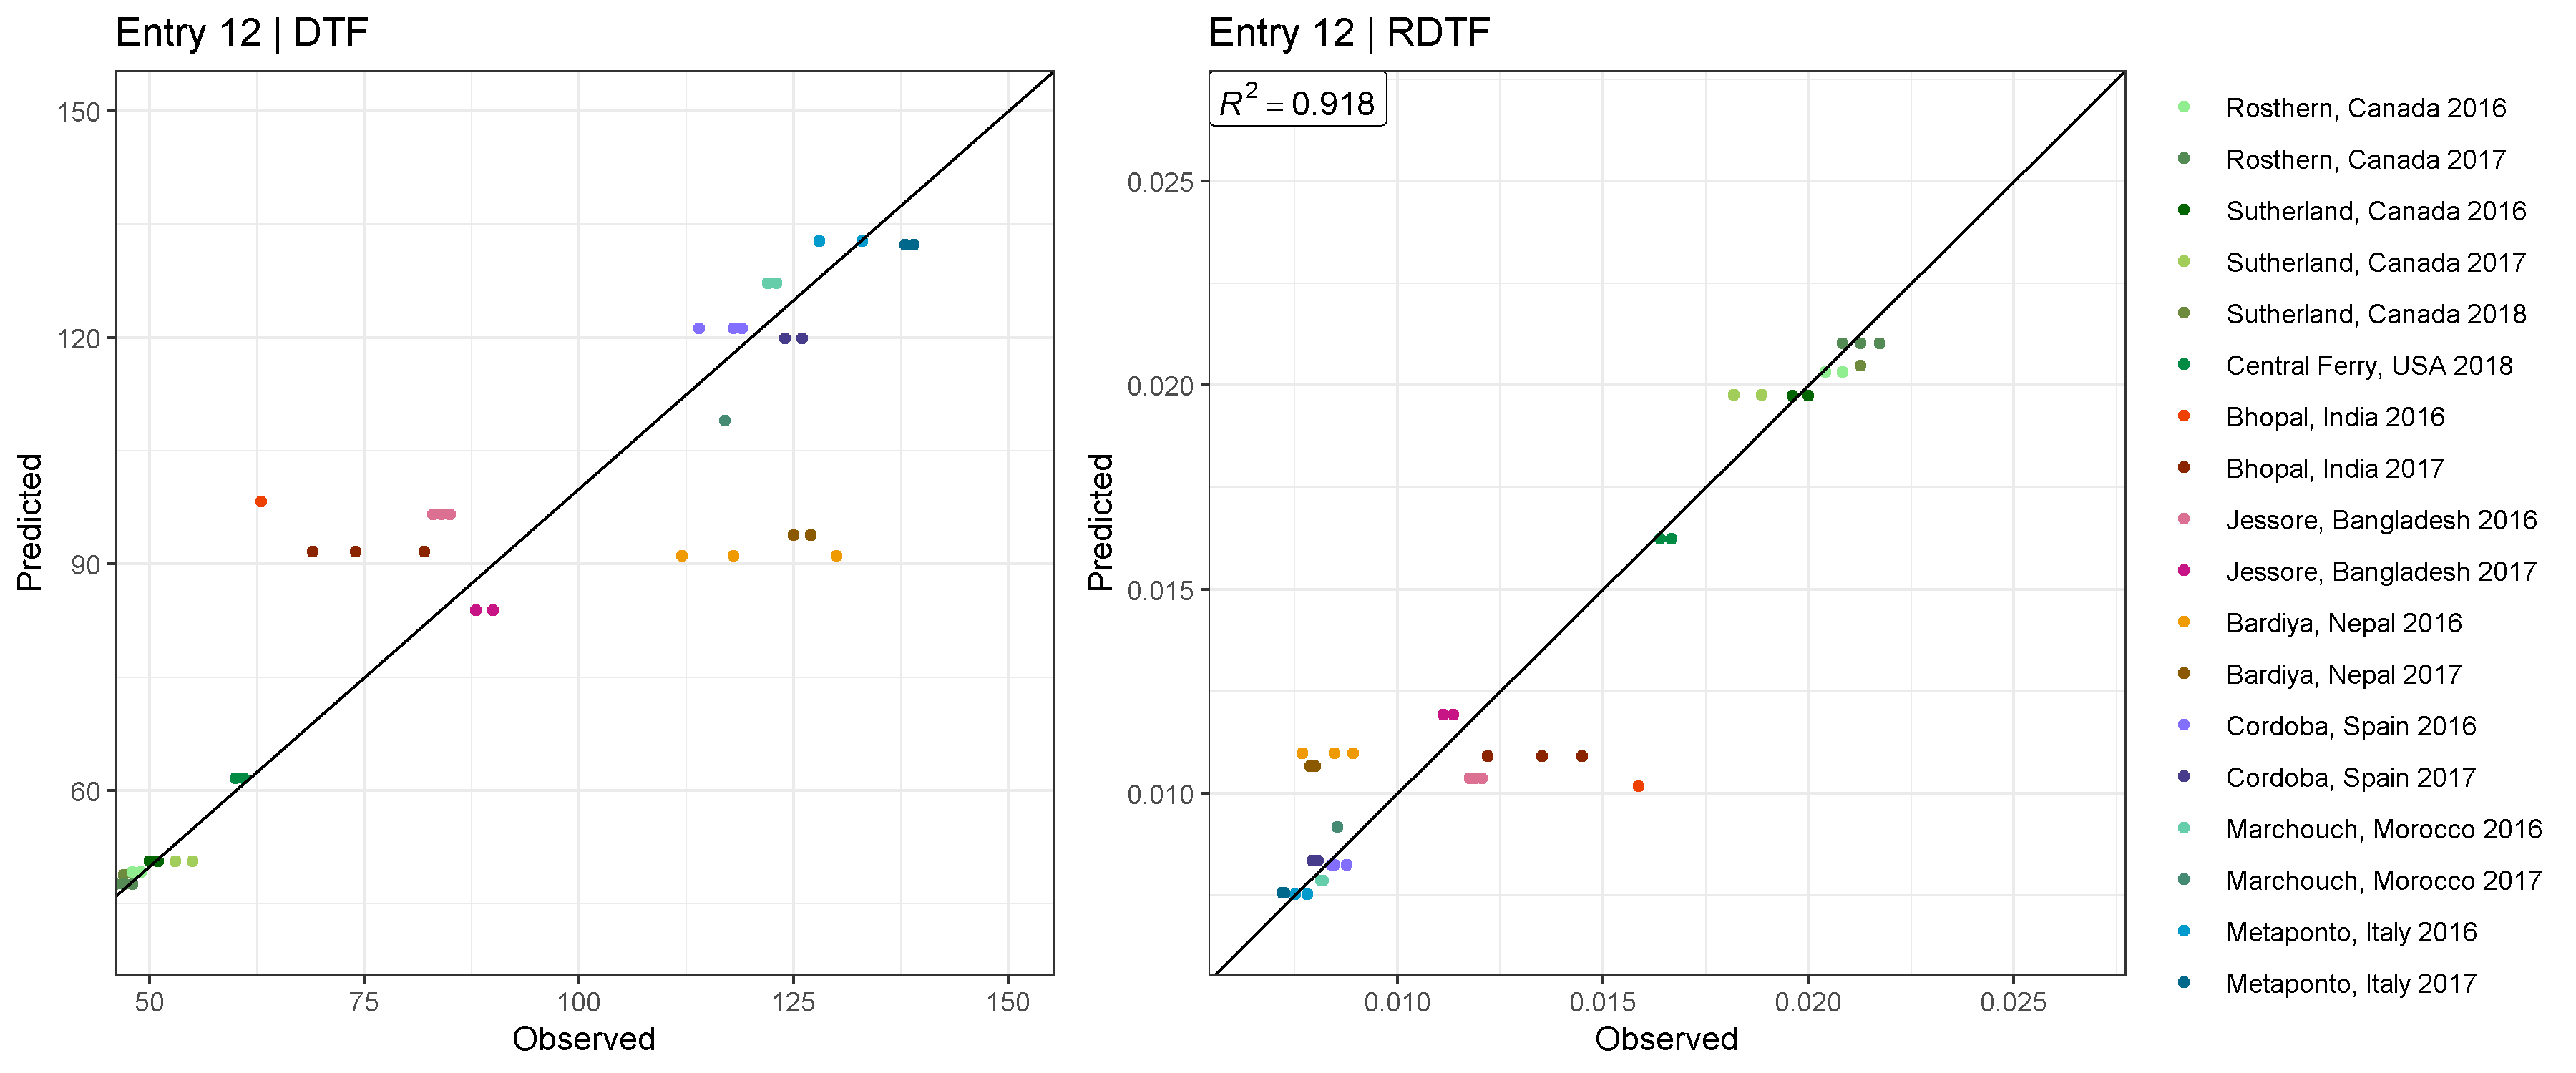 Entry 12 | DTF
150
120
90
60
Predicted
50
75
100
125
150
Observed
Entry 12 | RDTF
R² = 0.918
0.025
0.020
0.015
0.010
Predicted
0.010
0.015
0.020
0.025
Observed
Rosthern, Canada 2016
Rosthern, Canada 2017
Sutherland, Canada 2016
Sutherland, Canada 2017
Sutherland, Canada 2018
Central Ferry, USA 2018
Bhopal, India 2016
Bhopal, India 2017
Jessore, Bangladesh 2016
Jessore, Bangladesh 2017
Bardiya, Nepal 2016
Bardiya, Nepal 2017
Cordoba, Spain 2016
Cordoba, Spain 2017
Marchouch, Morocco 2016
Marchouch, Morocco 2017
Metaponto, Italy 2016
Metaponto, Italy 2017